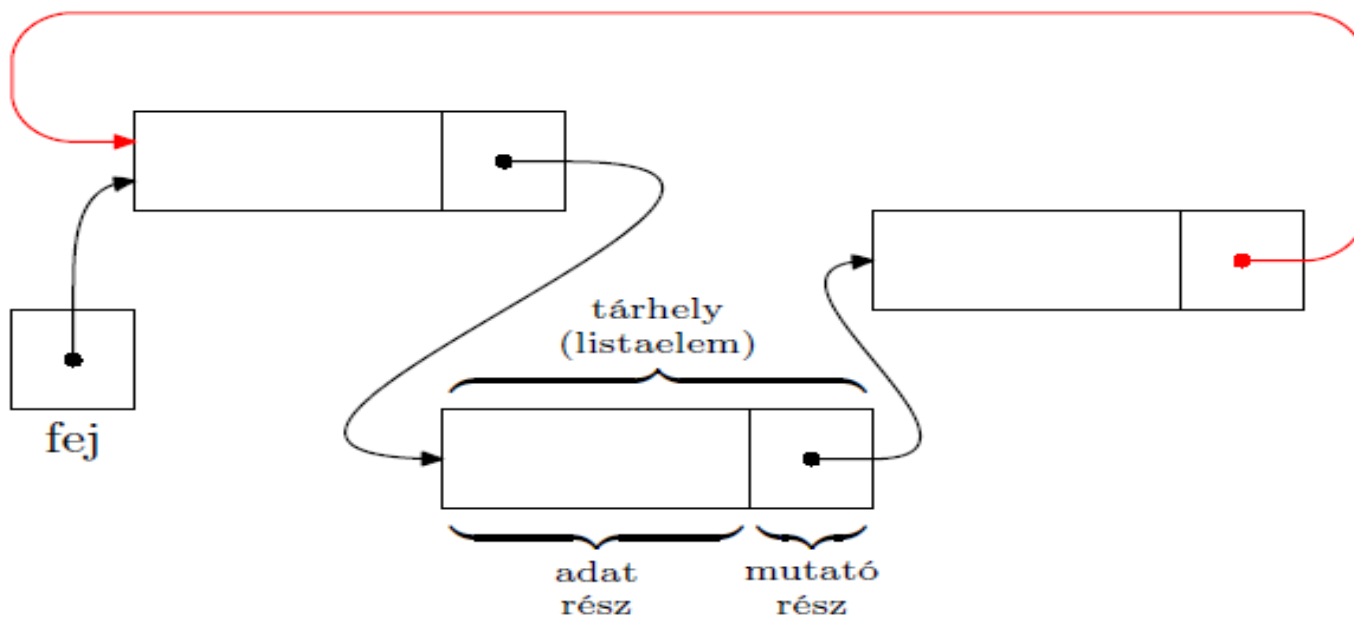 tárhely
(listaelem)
fej
adat
rész
mutató
rész